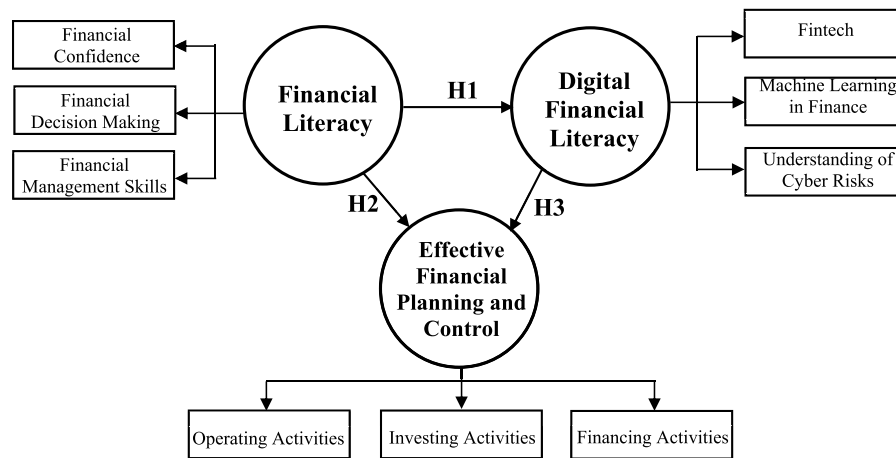 Financial
Confidence
Financial
Decision Making
Financial
Management Skills
Financial
Literacy
H1
Digital
Financial
Literacy
Fintech
Machine Learning
in Finance
Understanding of
Cyber Risks
H2
H3
Effective
Financial
Planning and
Control
Operating Activities
Investing Activities
Financing Activities